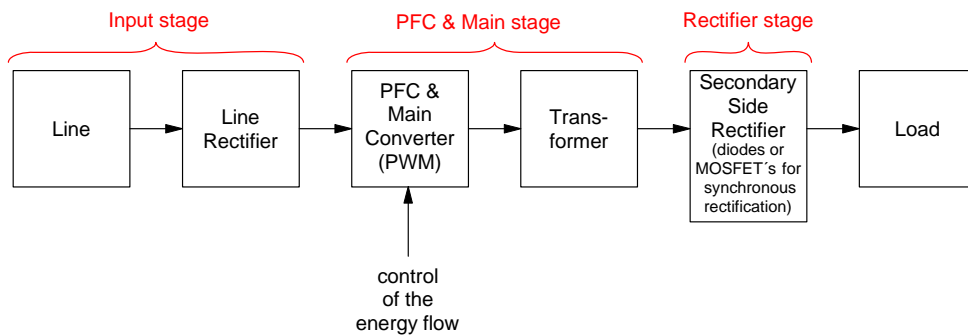 Input stage
PFC & Main stage
Rectifier stage
Line
Line
Rectifier
PFC &
Main
Converter
(PWM)
Trans-
former
Secondary
Side
Rectifier
(diodes or
MOSFET´s for
synchronous
rectification)
Load
control
of the
energy flow